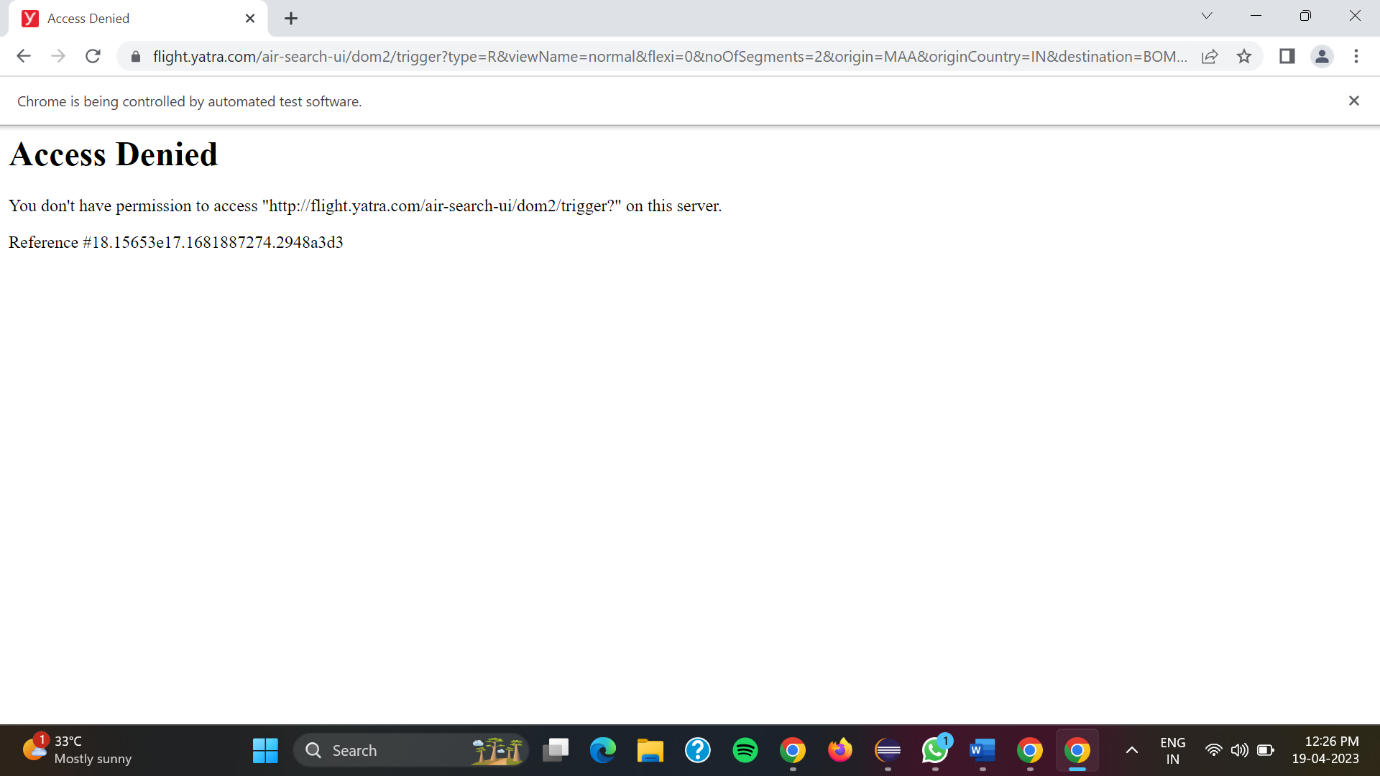 Access Denied
flight.yatra.com/air-search-ui/dom2/trigger?type=R&viewName=normal&flexi=0&noOfSegments=2&origin=MAA&originCountry=IN&destination=BOM...
Chrome is being controlled by automated test software.
Access Denied
You don't have permission to access "http://flight.yatra.com/air-search-ui/dom2/trigger?" on this server.
Reference #18.15653e17.1681887274.2948a3d3
1
33°C
Mostly sunny
Search
1
W
ENG
IN
12:26 PM
19-04-2023